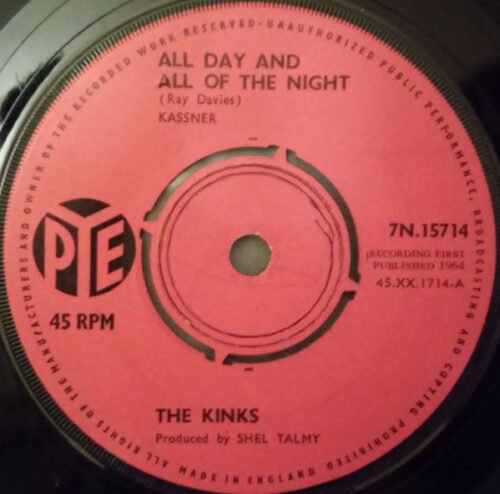 ALL RIGHTS OF THE MANUFACTURERS AND OWNER OF THE RECORDED WORK RESERVED·UNAUTHORIZED PUBLIC PERFORMANCE, BROADCASTING AND COPYING PROHIBITED
ALL DAY AND
ALL OF THE NIGHT
(Ray Davies)
KASSNER
PYE
45 RPM
7N.15714
RECORDING FIRST
PUBLISHED 1964
45.XX.1714-A
THE KINKS
Produced by SHEL TALMY
MADE IN ENGLAND